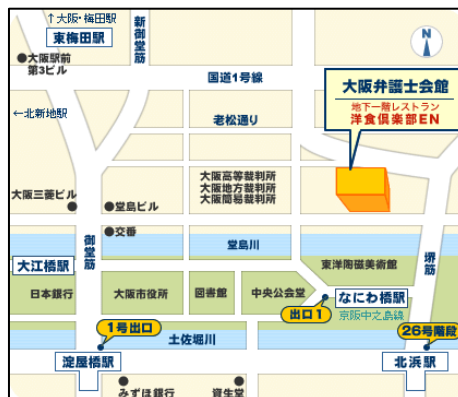 ↑大阪・梅田駅
東梅田駅
新御堂筋
N
●大阪駅前
第3ビル
国道1号線
大阪弁護士会館
地下一階レストラン
洋食倶楽部EN
←北新地駅
老松通り
大阪高等裁判所
大阪地方裁判所
大阪簡易裁判所
大阪三菱ビル
●堂島ビル
●交番
御堂筋
堂島川
堺筋
大江橋駅
東洋陶磁美術館
日本銀行
大阪市役所
図書館
中央公会堂
なにわ橋駅
出口1
京阪中之島線
1号出口
土佐堀川
26号階段
淀屋橋駅
北浜駅
みずほ銀行
資生堂